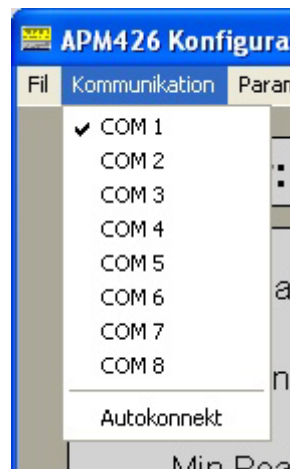 APM426 Konfigura
Fil Kommunikation Paran
COM 1
COM 2
COM 3
COM 4
COM 5
COM 6
COM 7
COM 8
Autokonnekt